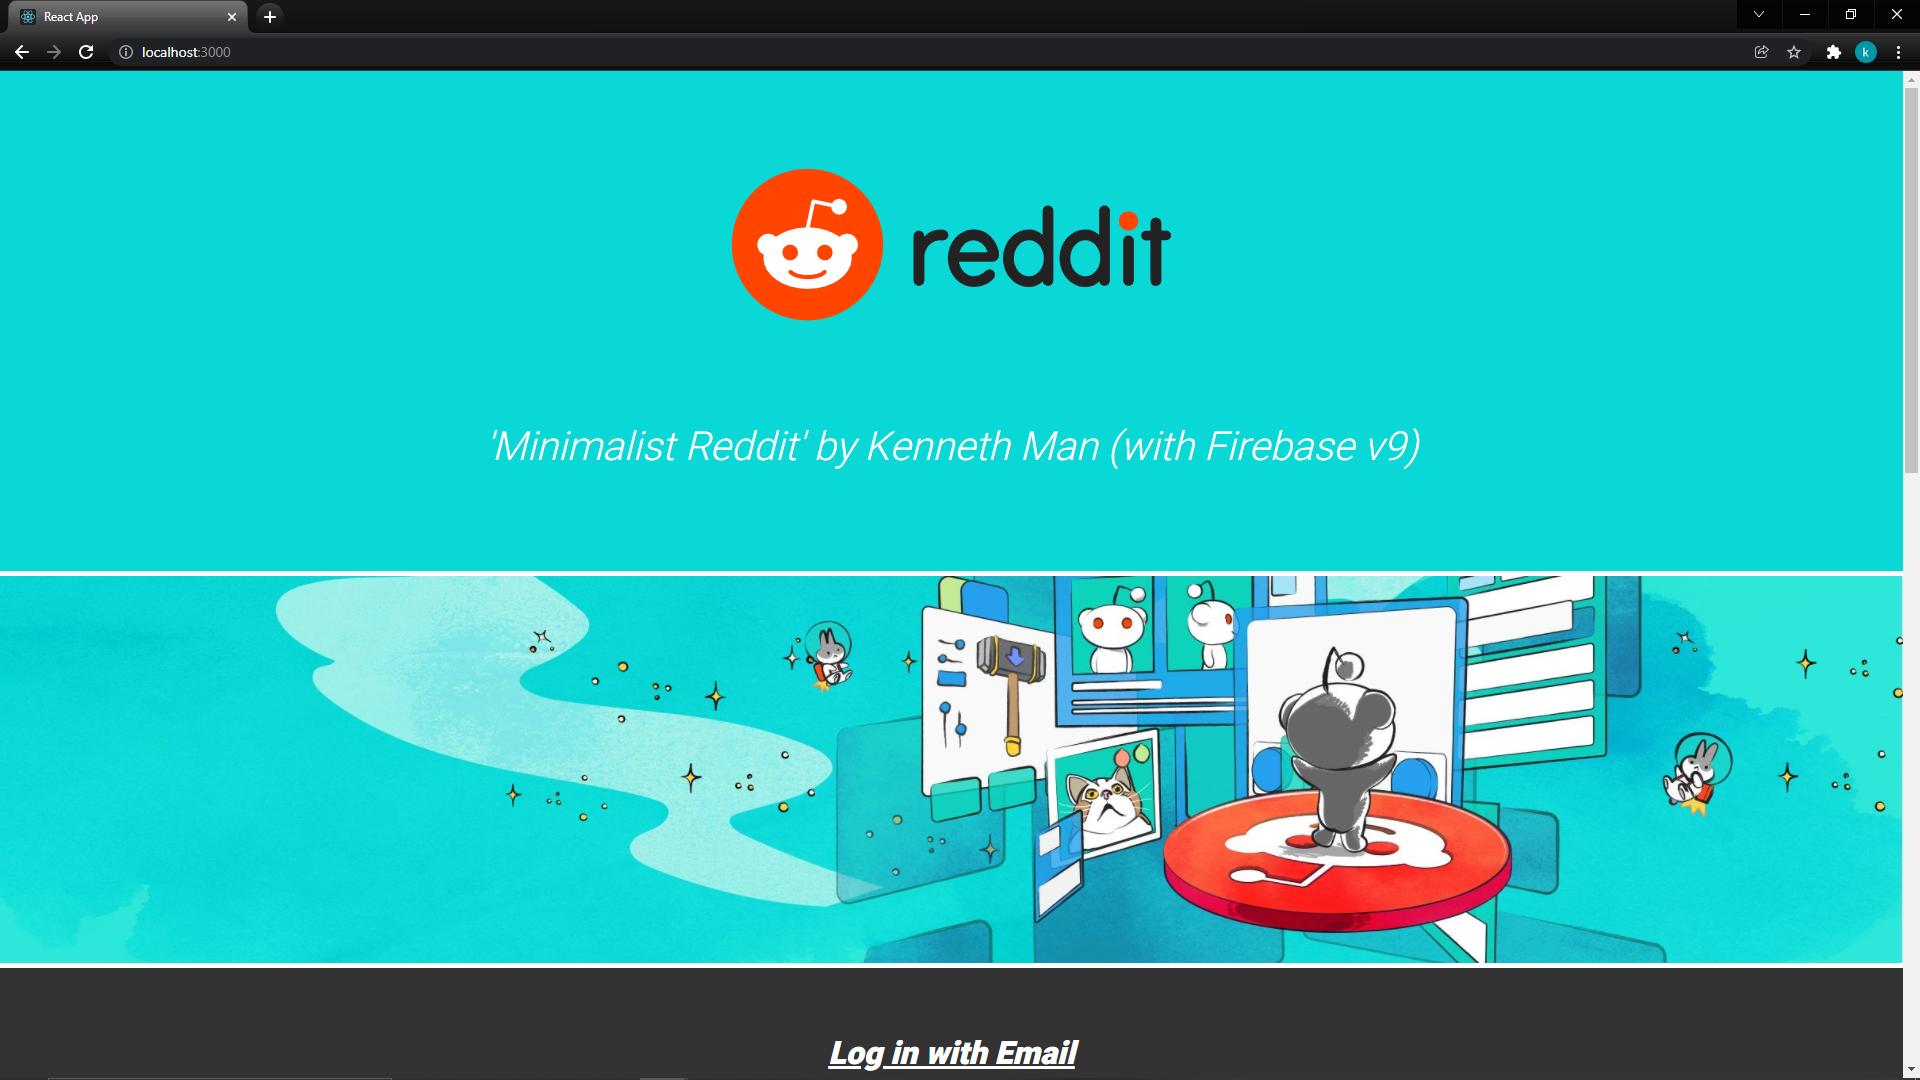 React App
localhost:3000
k
reddit
'Minimalist Reddit' by Kenneth Man (with Firebase v9)
Log in with Email